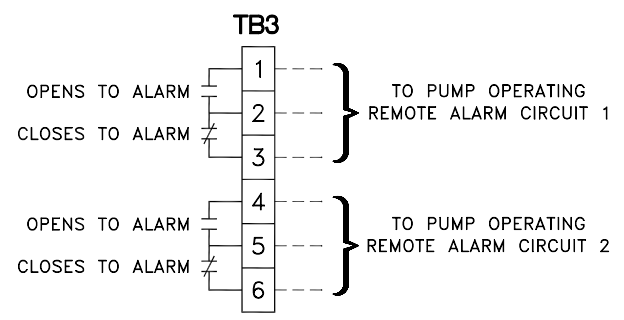 TB3
OPENS TO ALARM
CLOSES TO ALARM
1
2
3
TO PUMP OPERATING
REMOTE ALARM CIRCUIT 1
OPENS TO ALARM
CLOSES TO ALARM
4
5
6
TO PUMP OPERATING
REMOTE ALARM CIRCUIT 2